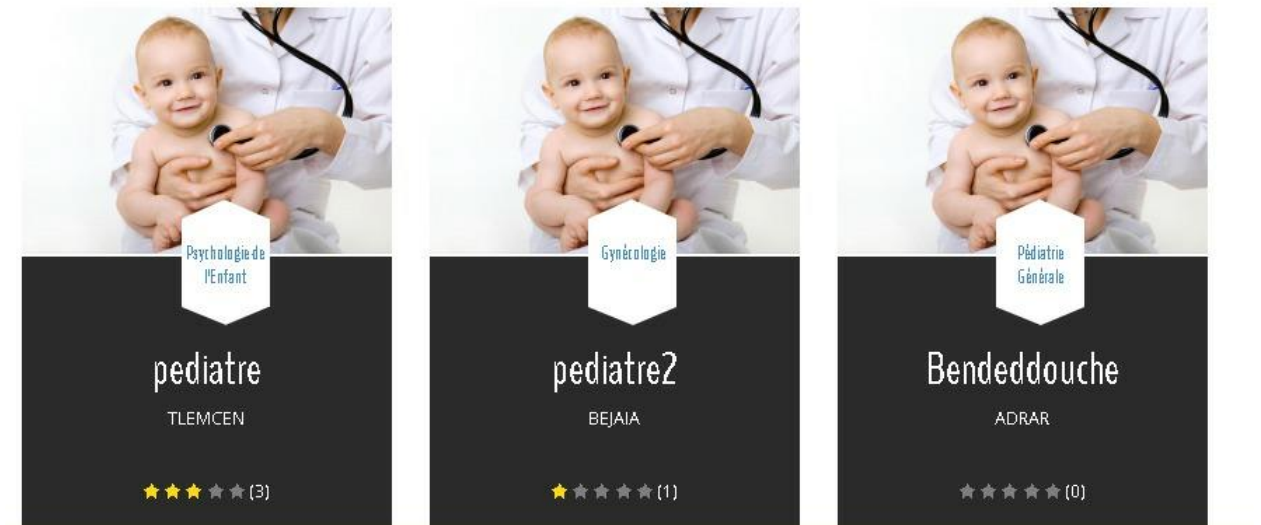 Psychologie de
l'Enfant
pediatre
TLEMCEN
(3)
Gynécologie
pediatre2
BEJAIA
(1)
Pédiatrie
Générale
Bendeddouche
ADRAR
(0)